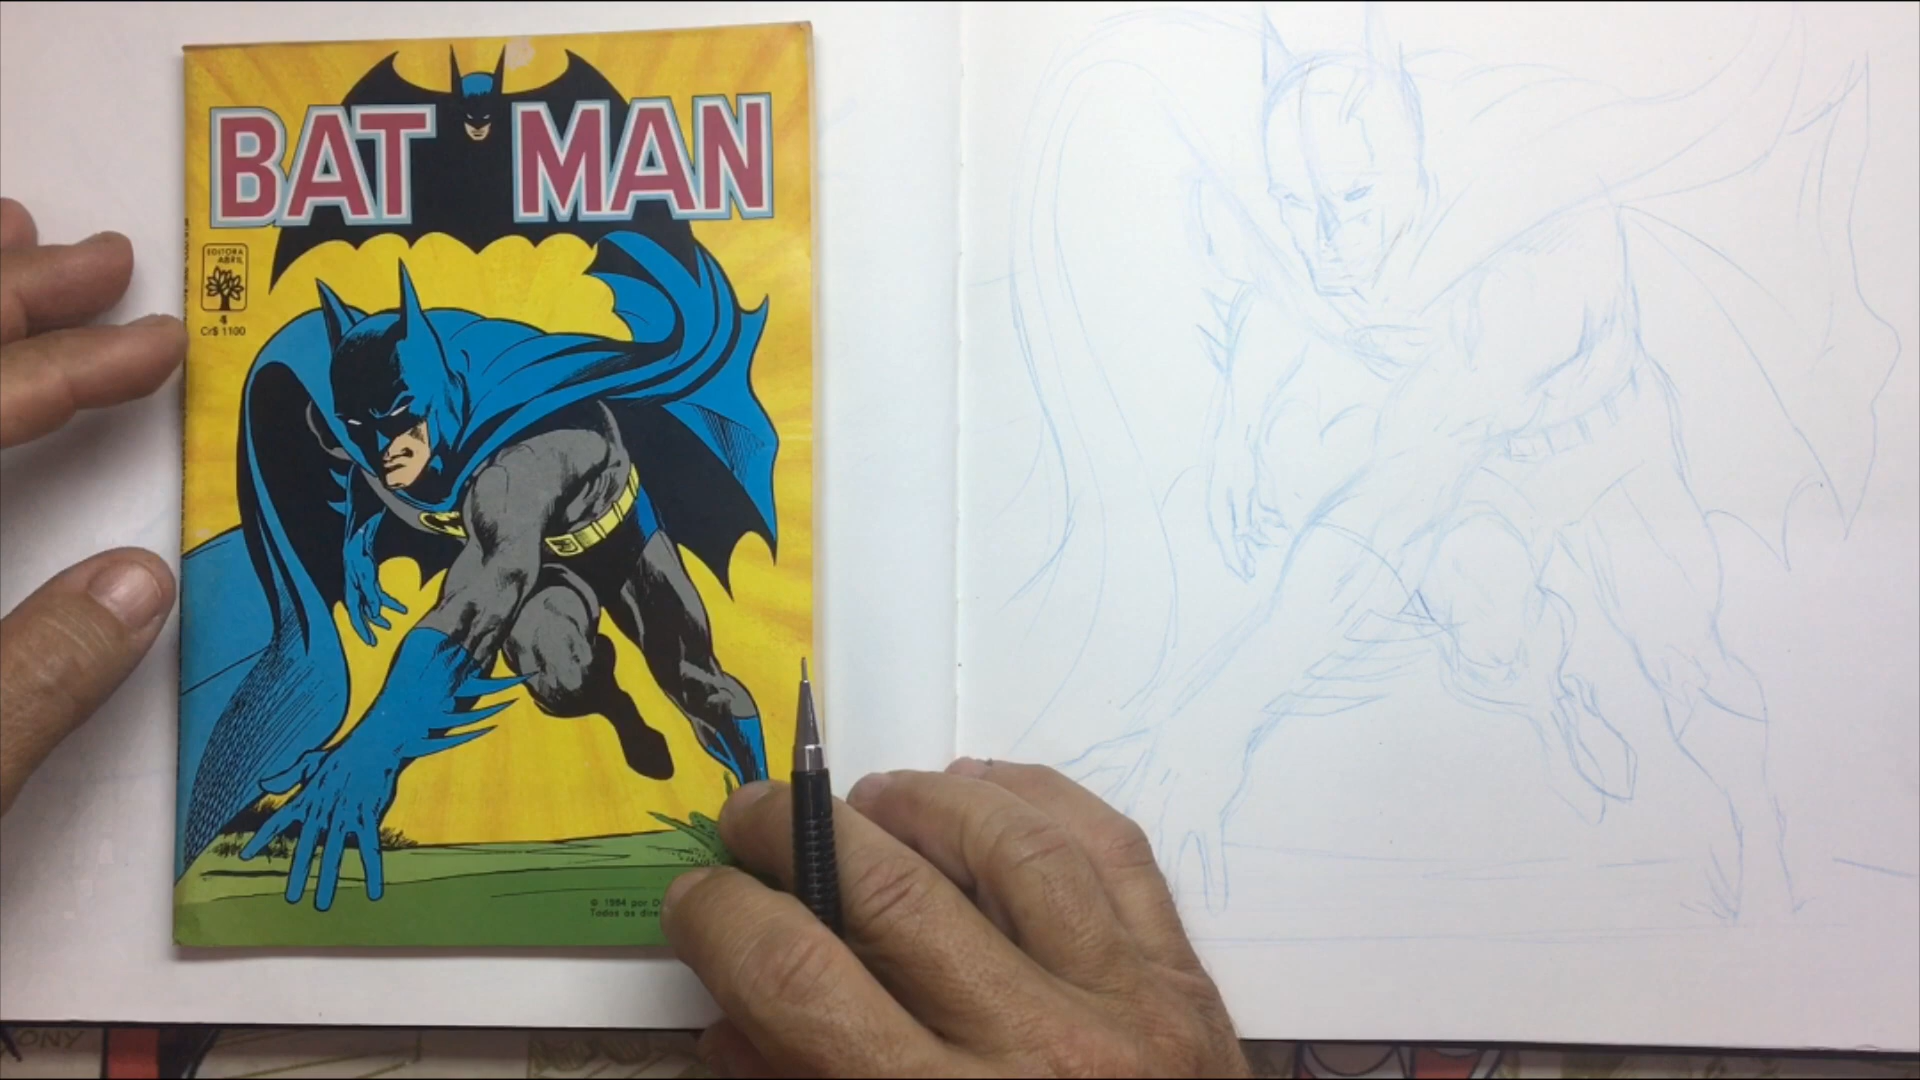 BAT MAN
EDITORA
ABRIL
4
Cr$ 1100
© 1984 por D
Todos os dire